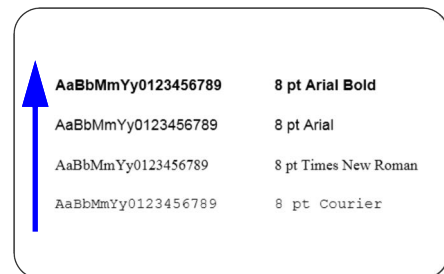 AaBbMmYy0123456789 8 pt Arial Bold
AaBbMmYy0123456789 8 pt Arial
AaBbMmYy0123456789 8 pt Times New Roman
AaBbMmYy0123456789 8 pt Courier